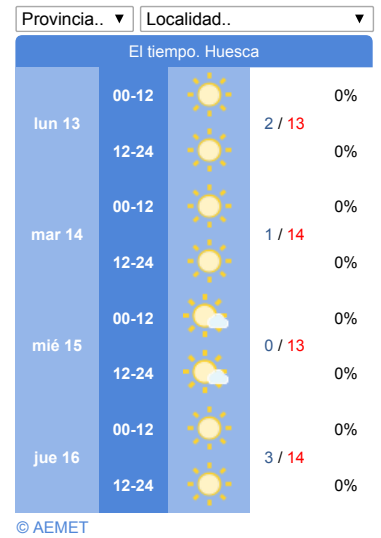 Provincia.. ▼ Localidad.. ▼
El tiempo. Huesca
00-12 0%
lun 13 2 / 13
12-24 0%
00-12 0%
mar 14 1 / 14
12-24 0%
00-12 0%
mié 15 0 / 13
12-24 0%
00-12 0%
jue 16 3 / 14
12-24 0%
© AEMET